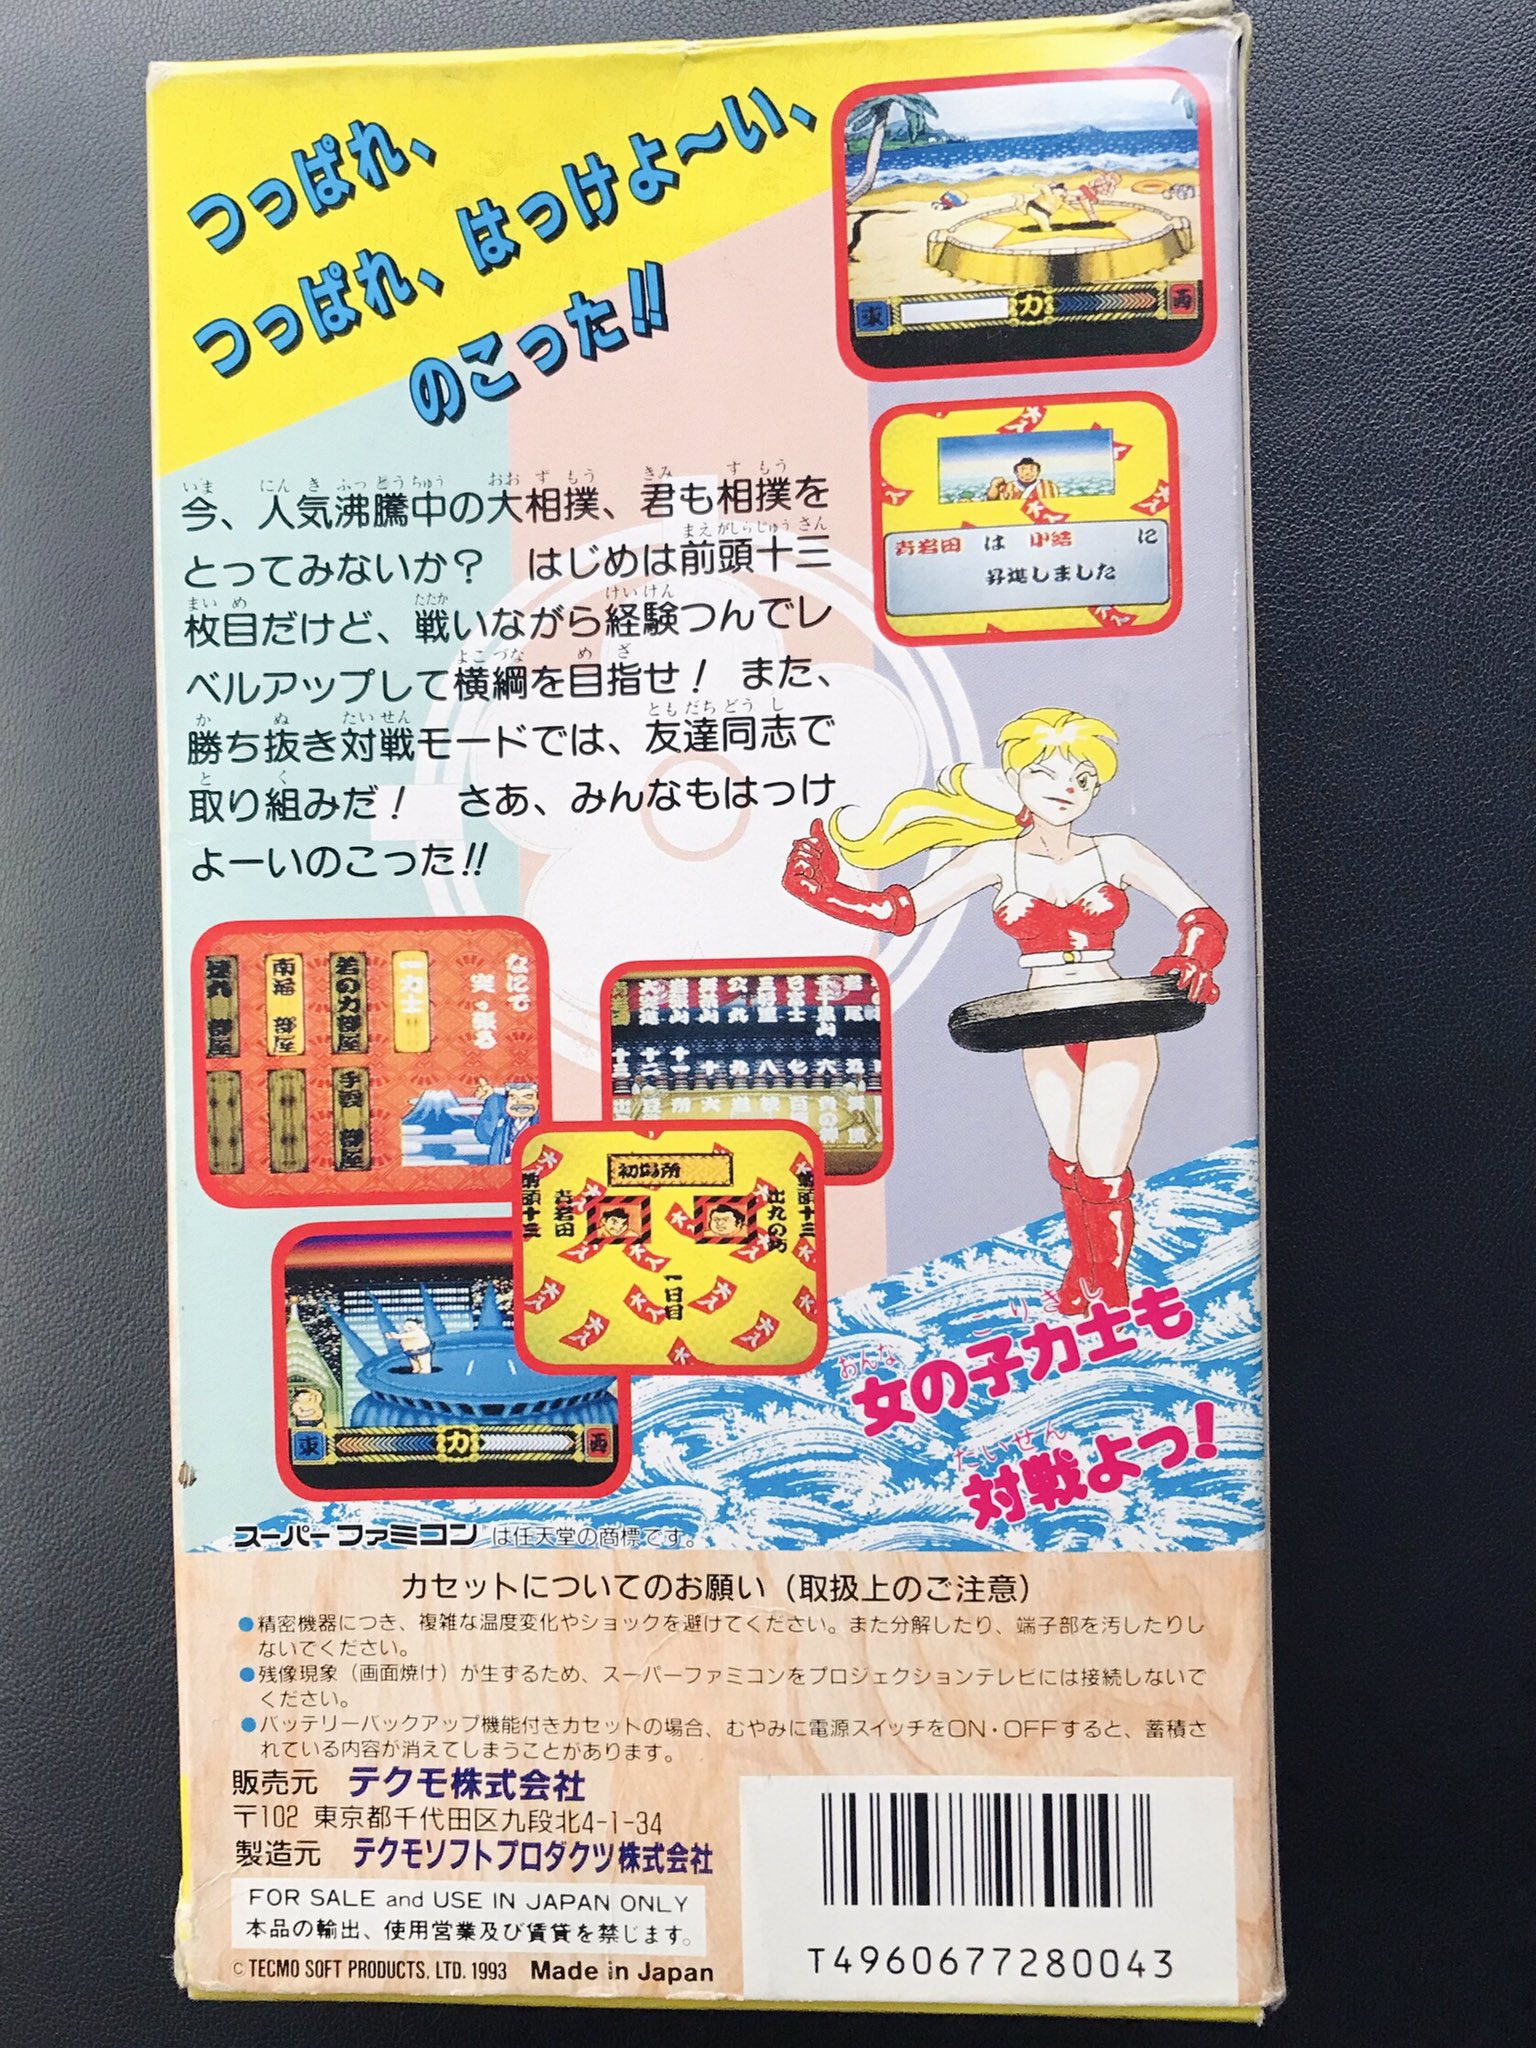 つっぱれ、
つっぱれ、はっけよ〜い、
のこった!!
今、人気沸騰中の大相撲、君も相撲を
とってみないか？ はじめは前頭十三
枚目だけど、戦いながら経験つんでレ
ベルアップして横綱を目指せ！ また、
勝ち抜き対戦モードでは、友達同志で
取り組みだ！ さあ、みんなもはっけ
よーいのこった!!
東 力 西
青若田 は 小結 に
昇進しました
なにで
突っ張る
一力士
若の力部屋 手 部屋
南海 部屋
初場所
前頭十三 青若田
前頭十三 出九の坊
一日目
東 力 西
女の子力士も
対戦よっ！
スーパーファミコンは任天堂の商標です。
カセットについてのお願い（取扱上のご注意）
●精密機器につき、複雑な温度変化やショックを避けてください。また分解したり、端子部を汚したりし
ないでください。
●残像現象（画面焼け）が生ずるため、スーパーファミコンをプロジェクションテレビには接続しないで
ください。
●バッテリーバックアップ機能付きカセットの場合、むやみに電源スイッチをON・OFFすると、蓄積さ
れている内容が消えてしまうことがあります。
販売元 テクモ株式会社
〒102 東京都千代田区九段北4-1-34
製造元 テクモソフトプロダクツ株式会社
FOR SALE and USE IN JAPAN ONLY
本品の輸出、使用営業及び賃貸を禁じます。
© TECMO SOFT PRODUCTS, LTD. 1993 Made in Japan
T4960677280043